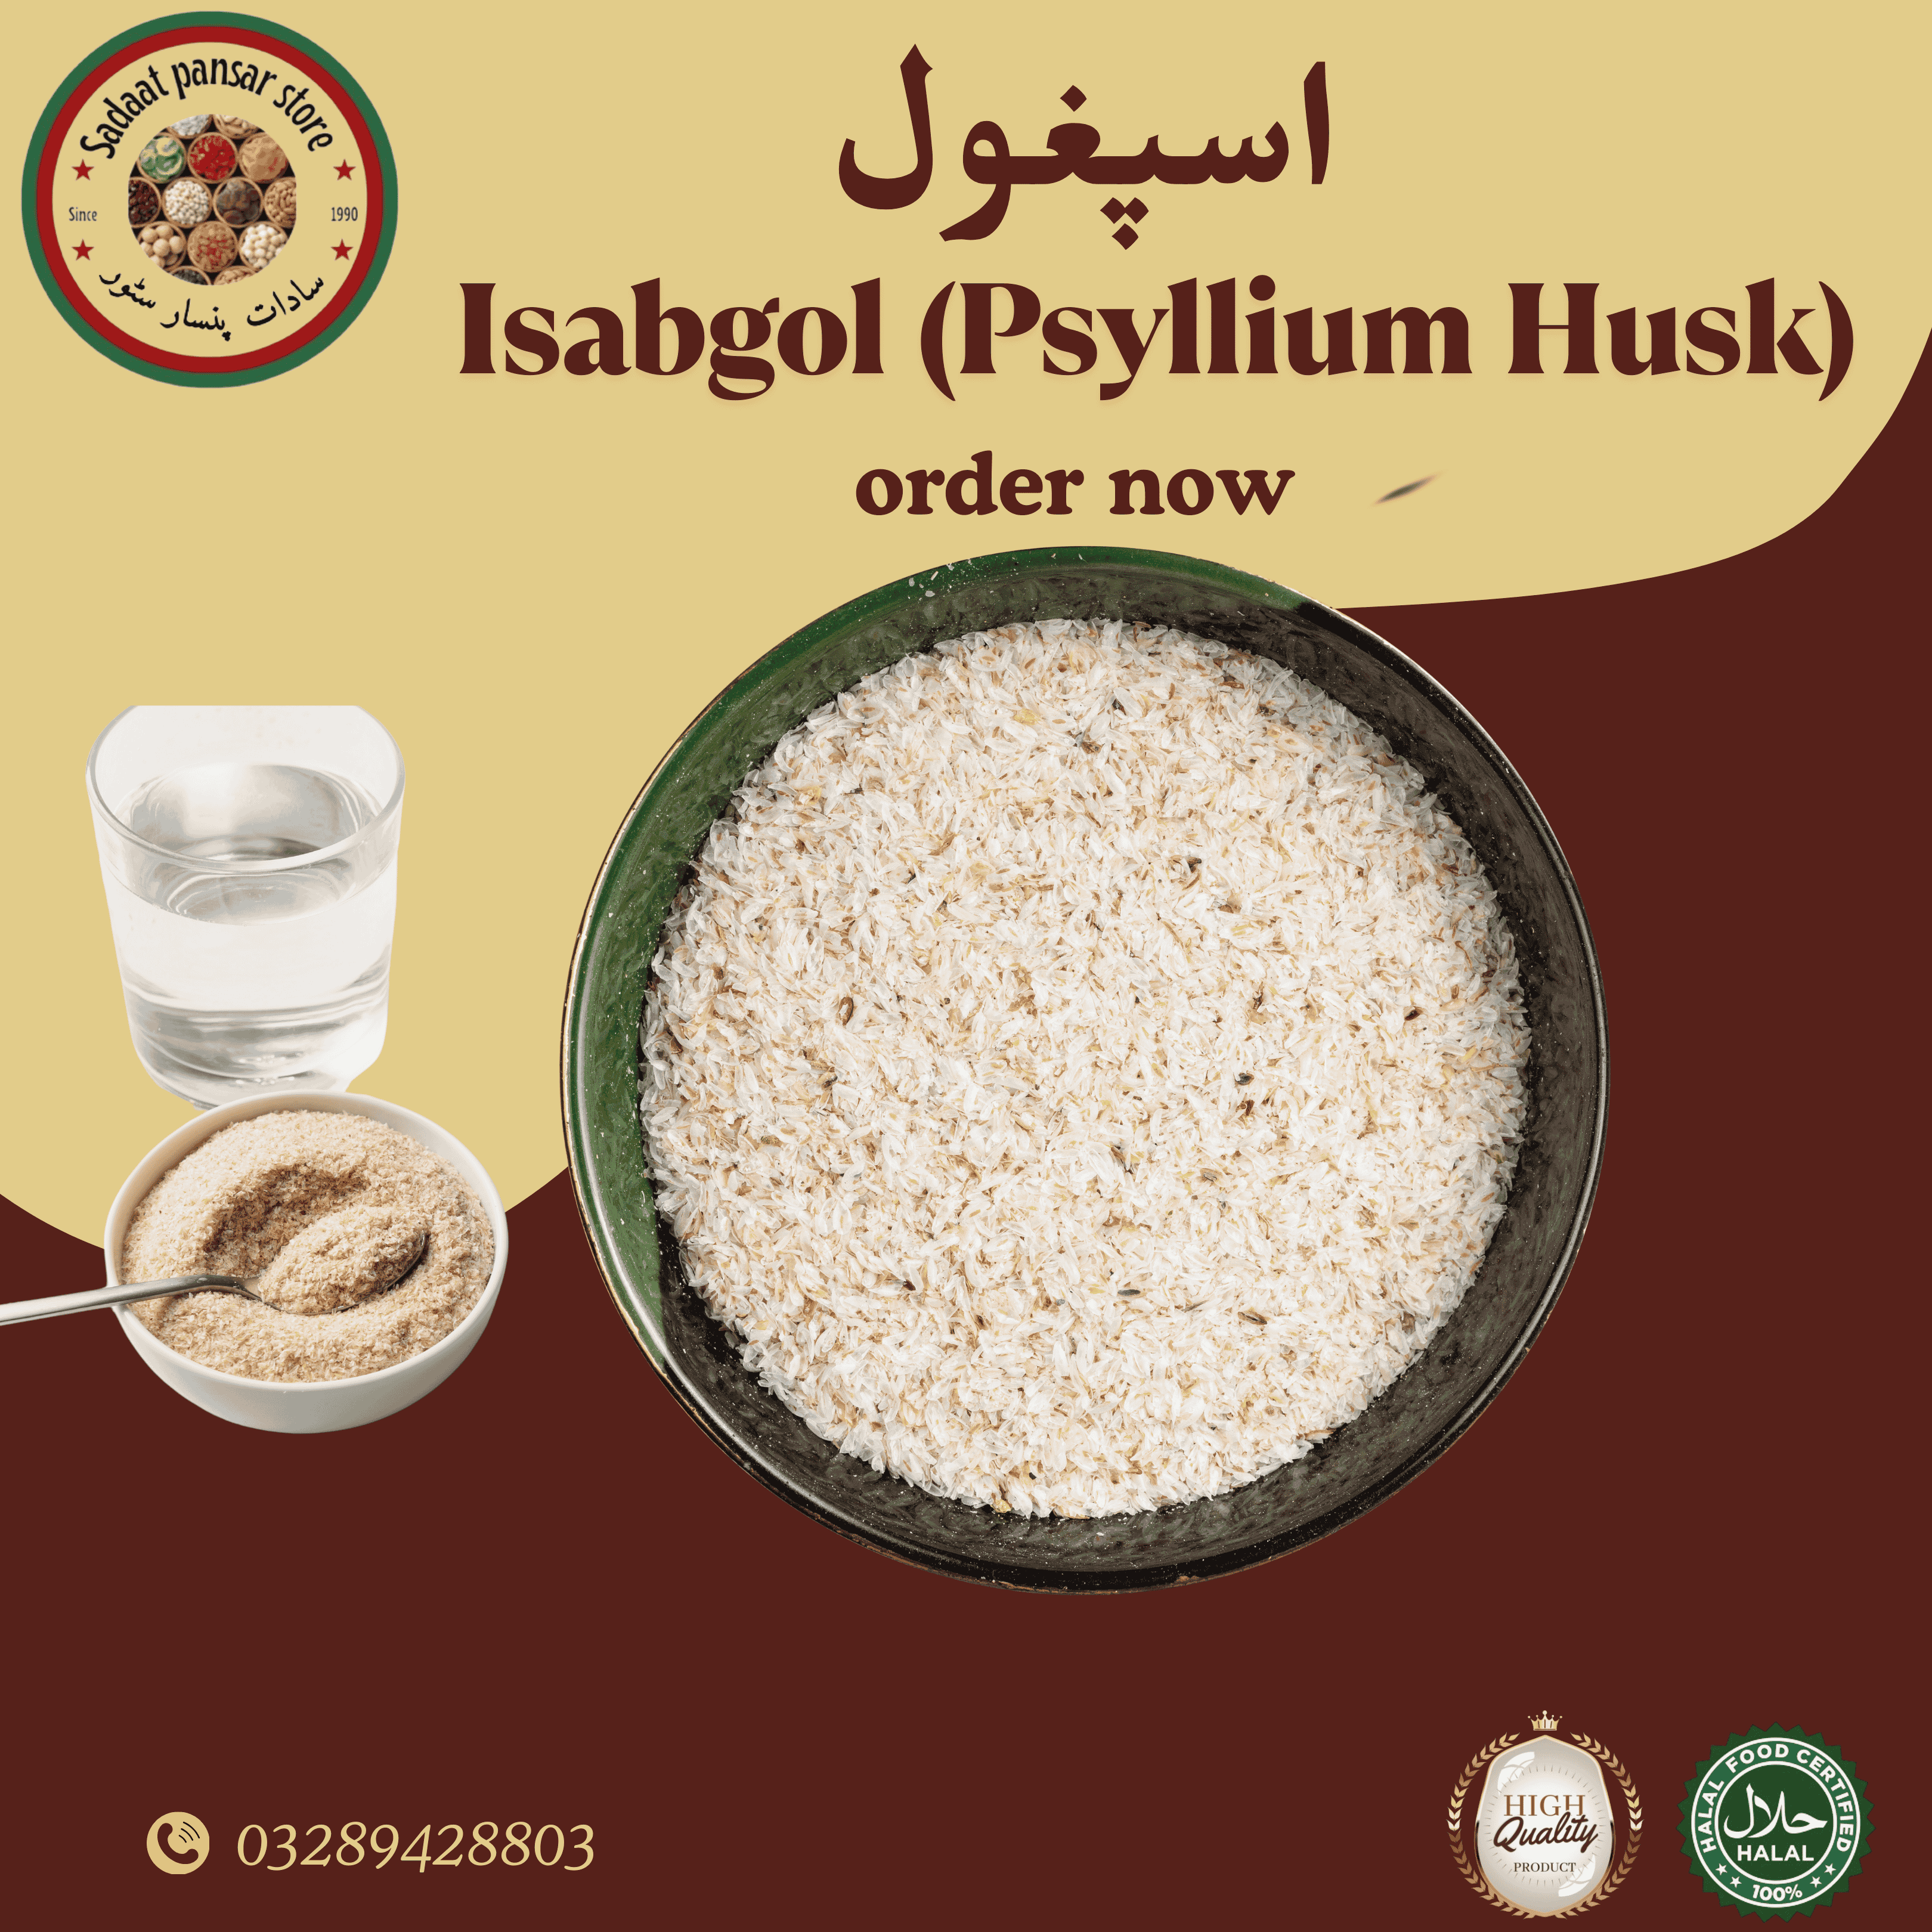 Sadaat pansar store
Since 1990
سادات پنسار سٹور
اسپغول
Isabgol (Psyllium Husk)
order now
03289428803
HIGH
Quality
PRODUCT
HALAL FOOD CERTIFIED
حلال
HALAL
100%